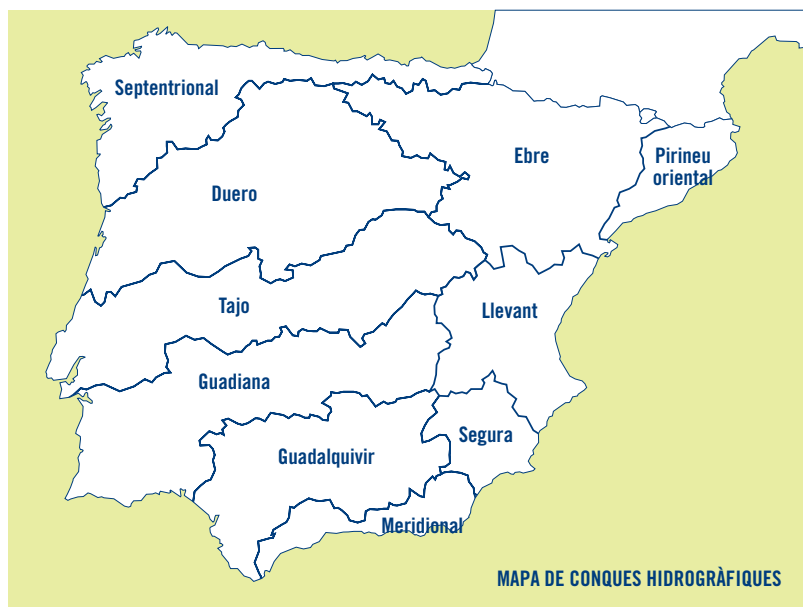 Septentrional
Ebre
Pirineu
oriental
Duero
Tajo
Llevant
Guadiana
Segura
Guadalquivir
Meridional
MAPA DE CONQUES HIDROGRÀFIQUES